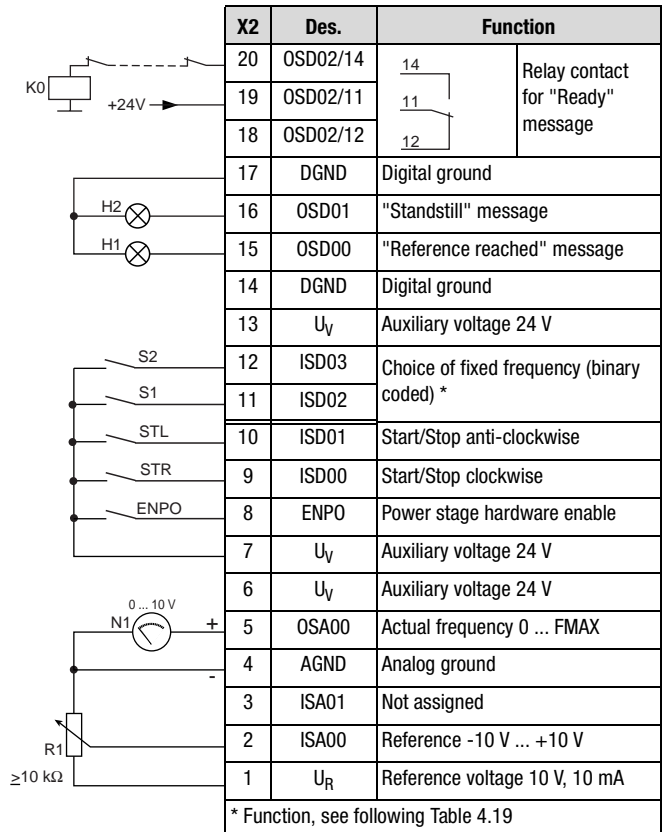 X2 Des. Function
20 OSD02/14 14 Relay contact for "Ready" message
K0
+24V 19 OSD02/11 11
18 OSD02/12 12
17 DGND Digital ground
H2 16 OSD01 "Standstill" message
H1 15 OSD00 "Reference reached" message
14 DGND Digital ground
13 UV Auxiliary voltage 24 V
S2 12 ISD03 Choice of fixed frequency (binary
S1 11 ISD02 coded) *
STL 10 ISD01 Start/Stop anti-clockwise
STR 9 ISD00 Start/Stop clockwise
ENPO 8 ENPO Power stage hardware enable
7 UV Auxiliary voltage 24 V
6 UV Auxiliary voltage 24 V
0 ... 10 V
N1 + 5 OSA00 Actual frequency 0 ... FMAX
- 4 AGND Analog ground
3 ISA01 Not assigned
R1 2 ISA00 Reference -10 V ... +10 V
≥10 kΩ 1 UR Reference voltage 10 V, 10 mA
* Function, see following Table 4.19